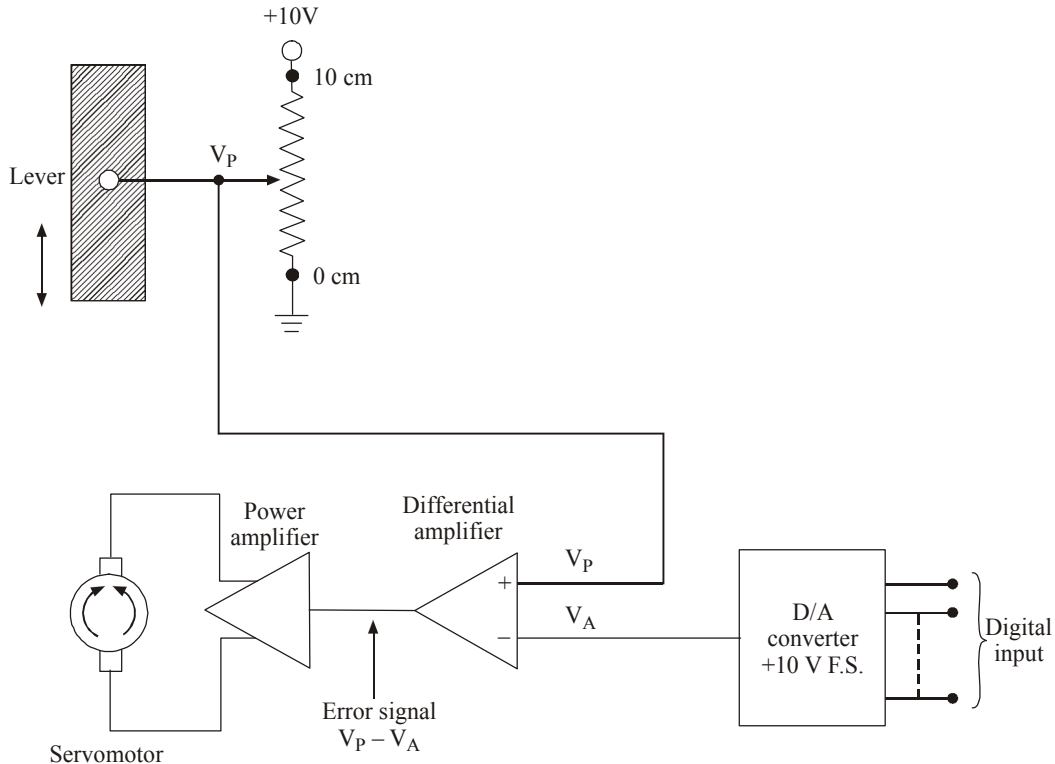 +10V
10 cm
V_P
Lever
0 cm
Power
amplifier
Differential
amplifier
+
V_P
V_A
−
D/A
converter
+10 V F.S.
Digital
input
Error signal
V_P – V_A
Servomotor